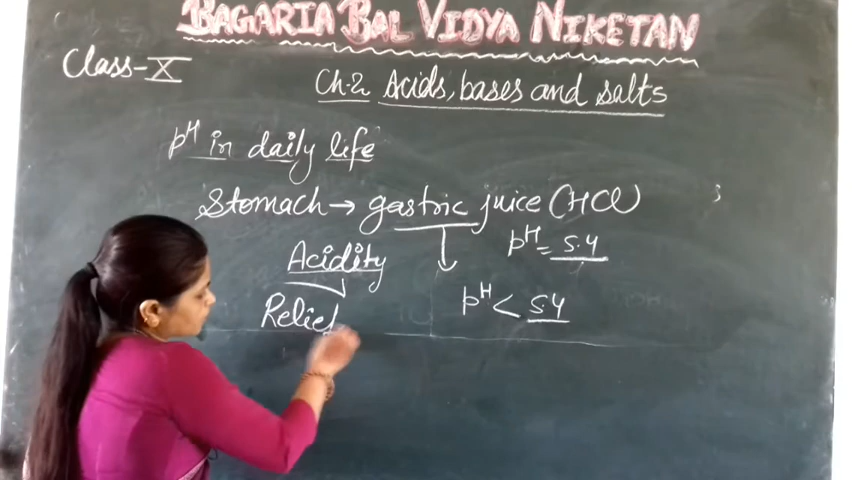 BAGARIA BAL VIDYA NIKETAN
Class-X
Ch.2 Acids, bases and salts
pH in daily life
Stomach → gastric juice (HCl)
pH = 5.4
Acidity
pH < 5.4
Relief